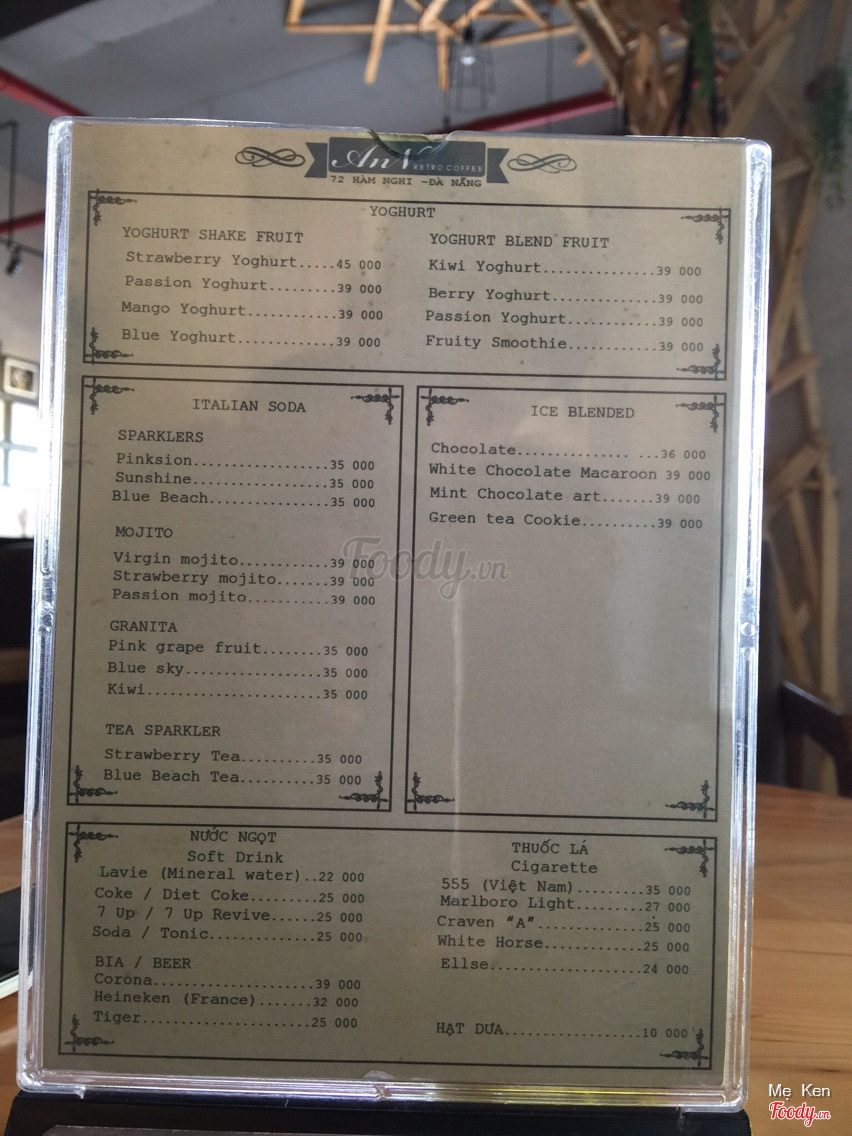 AnN RETRO COFFEE
72 HÀM NGHI -ĐÀ NẴNG
YOGHURT
YOGHURT SHAKE FRUIT
Strawberry Yoghurt.....45 000
Passion Yoghurt.........39 000
Mango Yoghurt............39 000
Blue Yoghurt.............39 000
YOGHURT BLEND FRUIT
Kiwi Yoghurt...............39 000
Berry Yoghurt..............39 000
Passion Yoghurt............39 000
Fruity Smoothie............39 000
ITALIAN SODA
SPARKLERS
Pinksion..................35 000
Sunshine..................35 000
Blue Beach................35 000
MOJITO
Virgin mojito............39 000
Strawberry mojito.......39 000
Passion mojito...........39 000
GRANITA
Pink grape fruit........35 000
Blue sky..................35 000
Kiwi.......................35 000
TEA SPARKLER
Strawberry Tea..........35 000
Blue Beach Tea..........35 000
ICE BLENDED
Chocolate............... ...36 000
White Chocolate Macaroon 39 000
Mint Chocolate art.......39 000
Green tea Cookie..........39 000
NƯỚC NGỌT
Soft Drink
Lavie (Mineral water)..22 000
Coke / Diet Coke.........25 000
7 Up / 7 Up Revive......25 000
Soda / Tonic..............25 000
BIA / BEER
Corona.....................39 000
Heineken (France).......32 000
Tiger......................25 000
THUỐC LÁ
Cigarette
555 (Việt Nam).........35 000
Marlboro Light.........27 000
Craven "A"..............25 000
White Horse.............25 000
Ellse....................24 000
HẠT DƯA..................10 000
Foody.vn
Mẹ Ken
Foody.vn